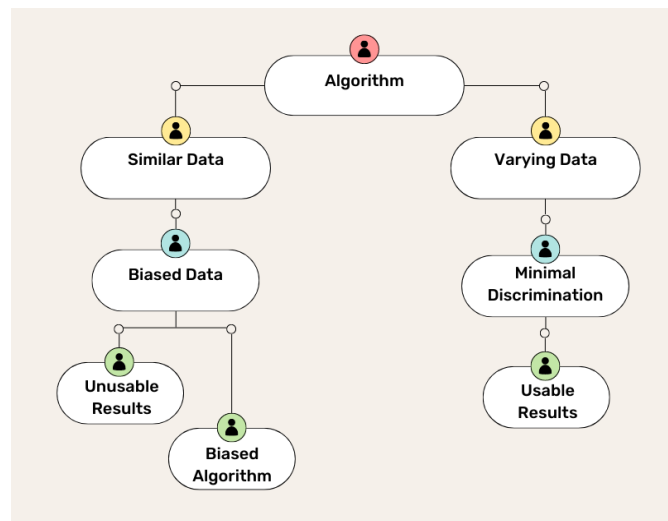 Algorithm
Similar Data
Varying Data
Biased Data
Minimal
Discrimination
Unusable
Results
Usable
Results
Biased
Algorithm